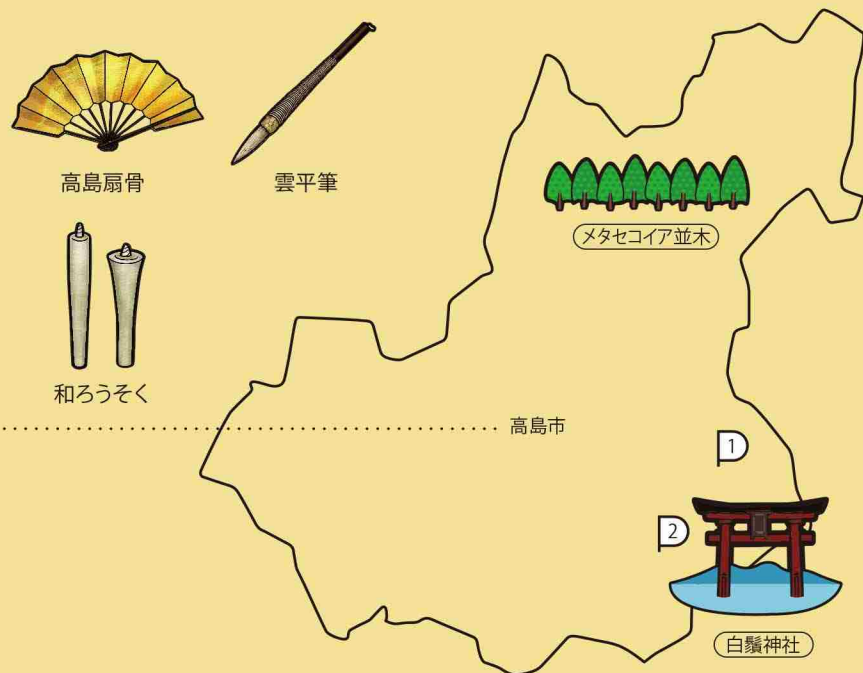 高島扇骨
雲平筆
メタセコイア並木
和ろうそく
高島市
1
2
白鬚神社